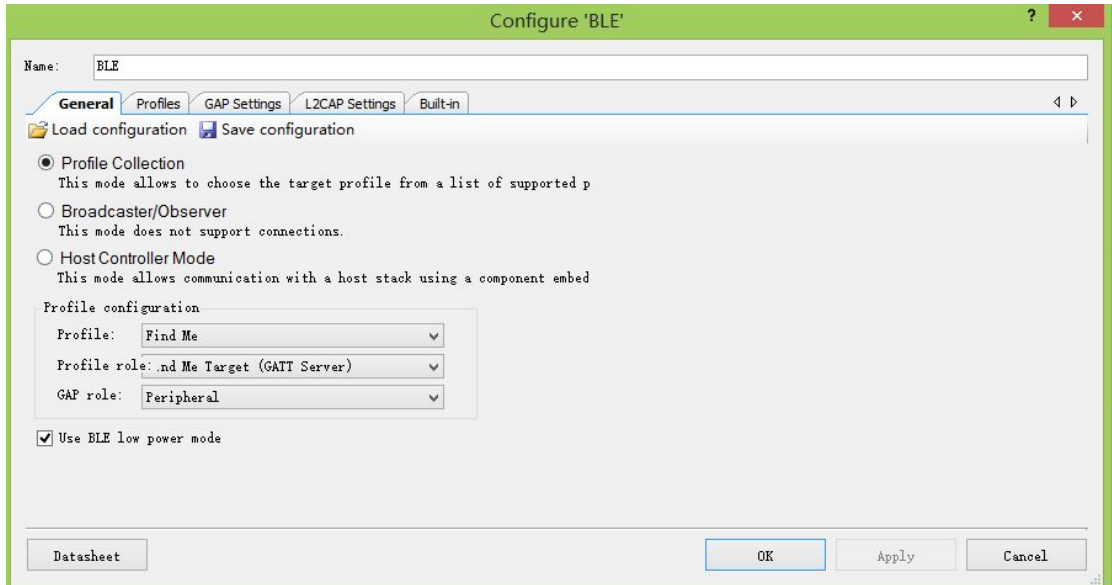 Configure 'BLE'
?
Name: BLE
General Profiles GAP Settings L2CAP Settings Built-in
Load configuration Save configuration
Profile Collection
This mode allows to choose the target profile from a list of supported p
Broadcaster/Observer
This mode does not support connections.
Host Controller Mode
This mode allows communication with a host stack using a component embed
Profile configuration
Profile: Find Me
Profile role: .nd Me Target (GATT Server)
GAP role: Peripheral
Use BLE low power mode
Datasheet OK Apply Cancel